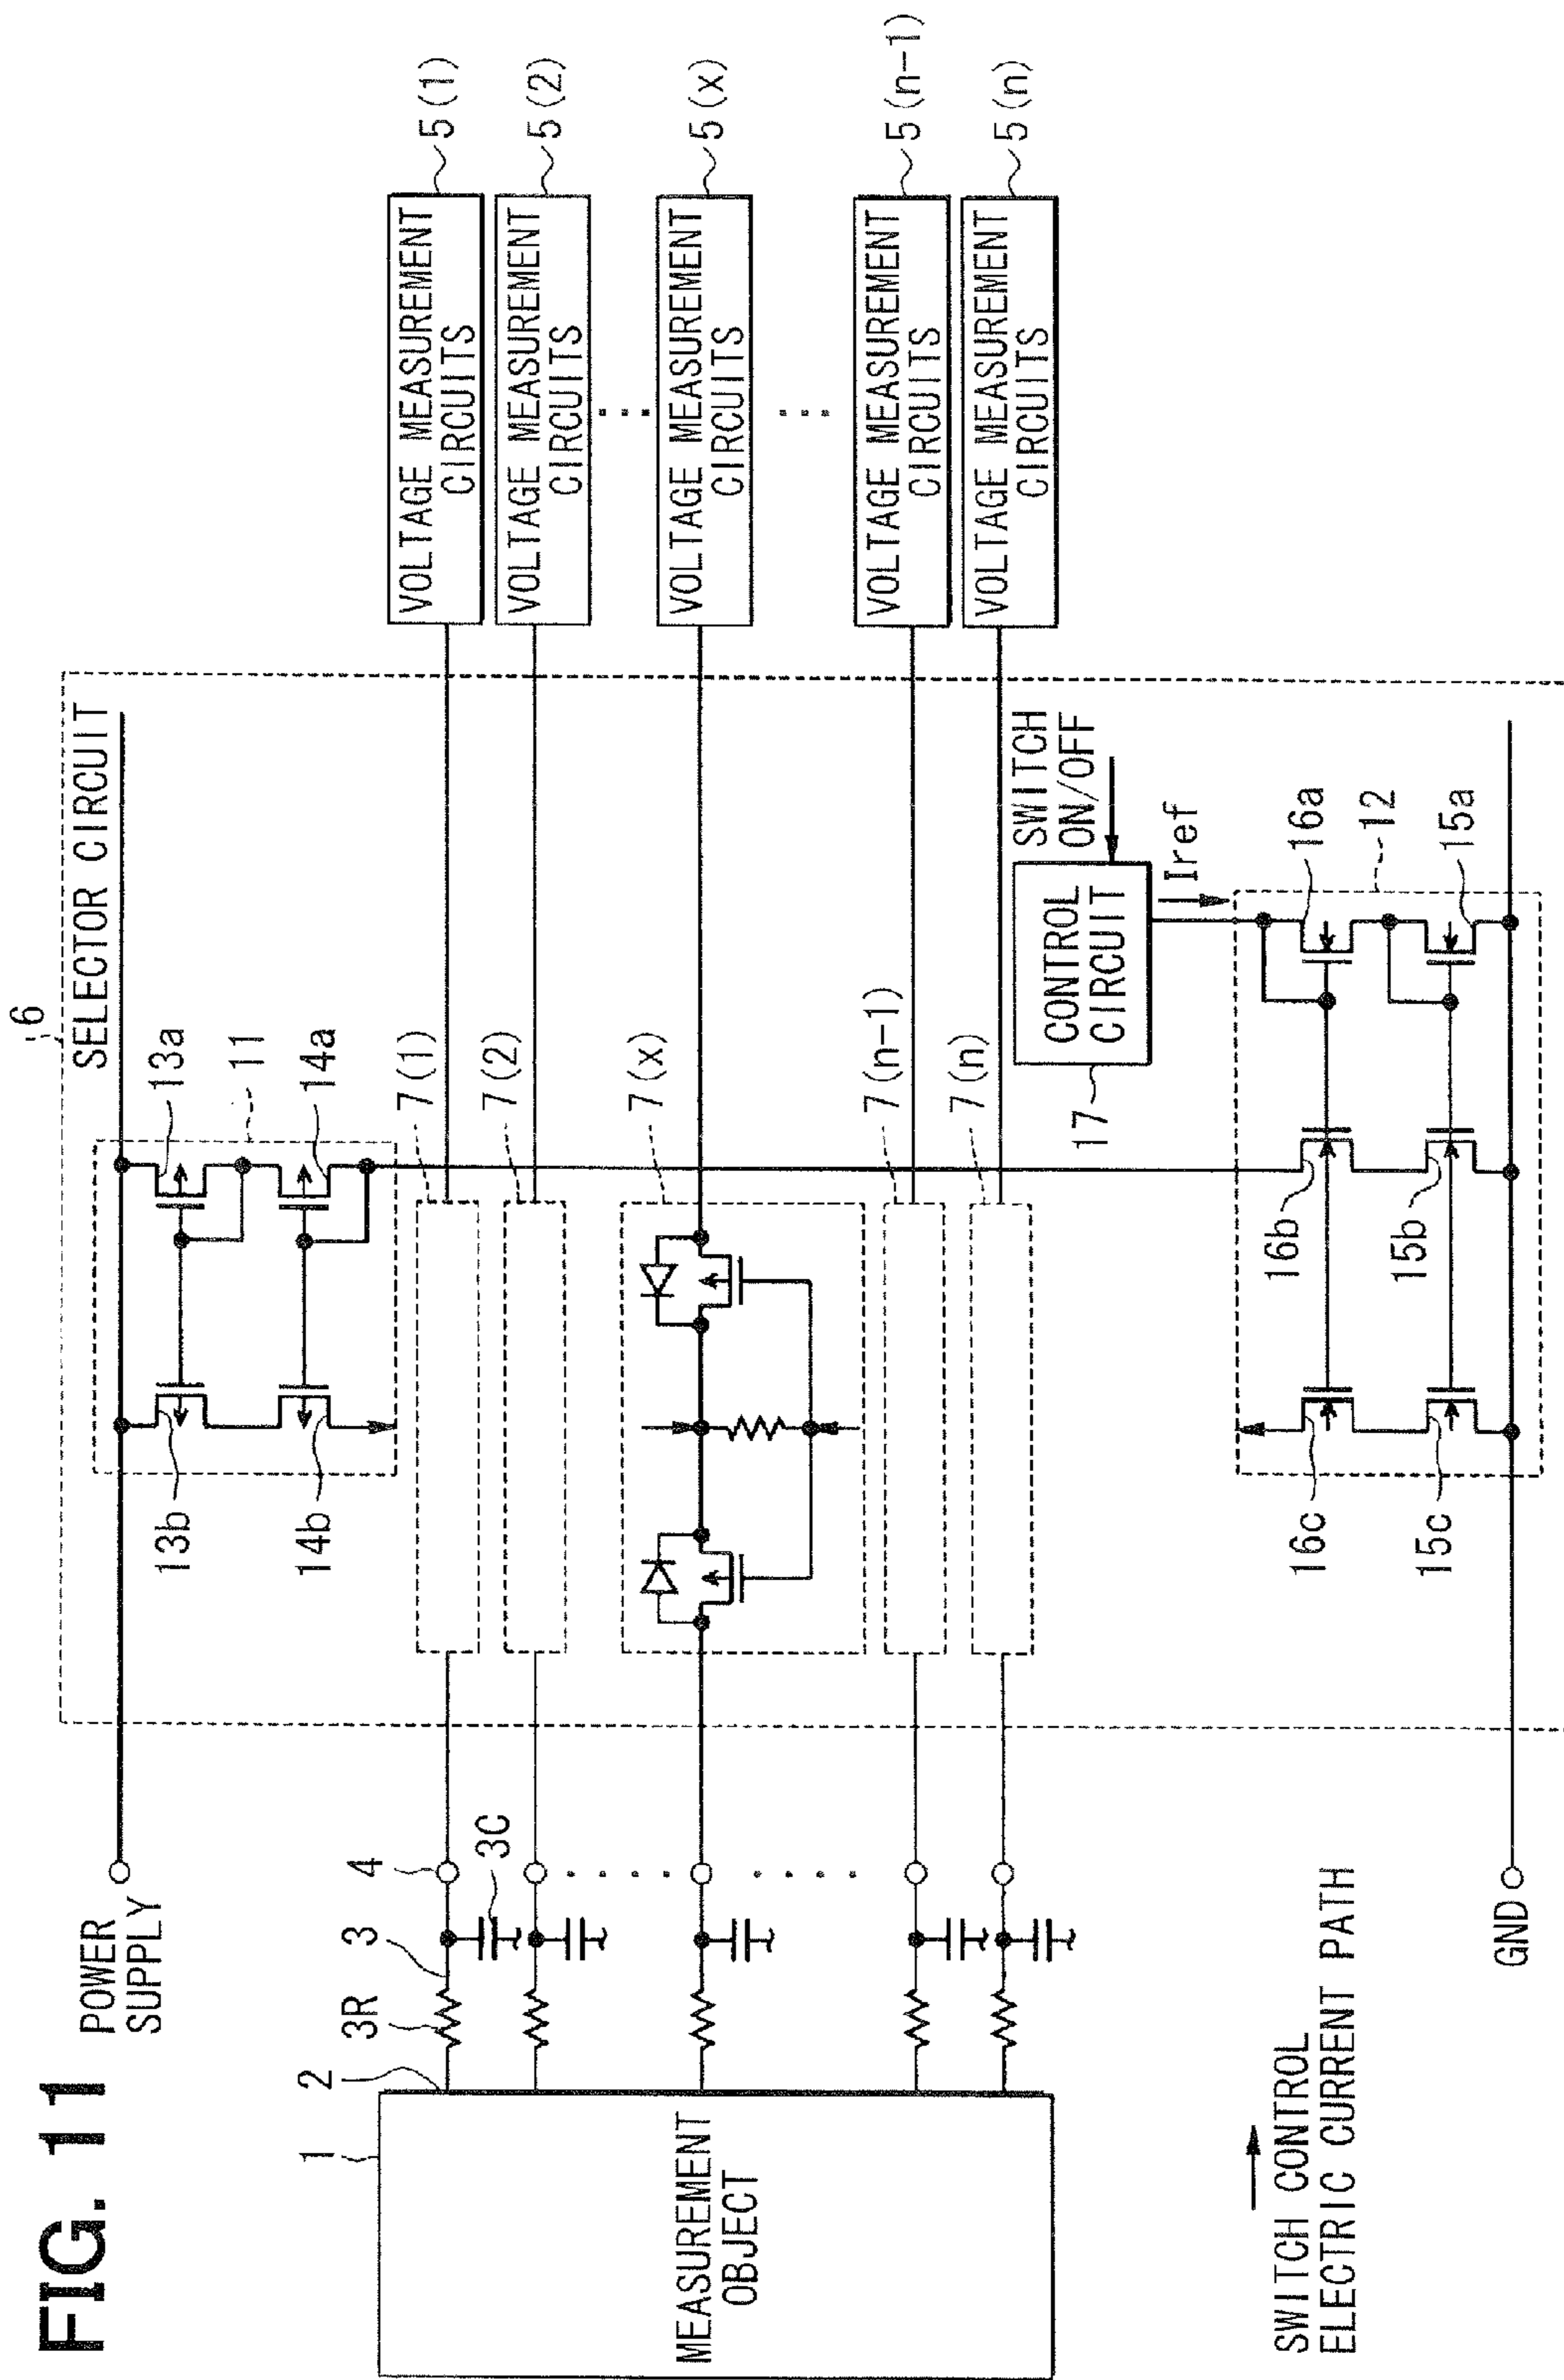 FIG. 11
POWER
SUPPLY
6
SELECTOR CIRCUIT
13a
11
14a
13b
14b
1
2
3R
3
4
3C
7(1)
7(2)
7(x)
7(n-1)
7(n)
VOLTAGE MEASUREMENT
CIRCUITS
5(1)
VOLTAGE MEASUREMENT
CIRCUITS
5(2)
VOLTAGE MEASUREMENT
CIRCUITS
5(x)
VOLTAGE MEASUREMENT
CIRCUITS
5(n-1)
VOLTAGE MEASUREMENT
CIRCUITS
5(n)
MEASUREMENT
OBJECT
SWITCH
ON/OFF
CONTROL
CIRCUIT
17
Iref
16a
12
15a
16b
15b
16c
15c
GND
SWITCH CONTROL
ELECTRIC CURRENT PATH